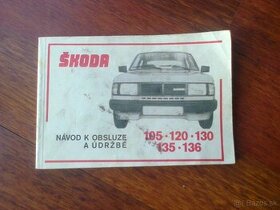 ŠKODA
NÁVOD K OBSLUZE
A ÚDRŽBĚ
105·120·130
135·136